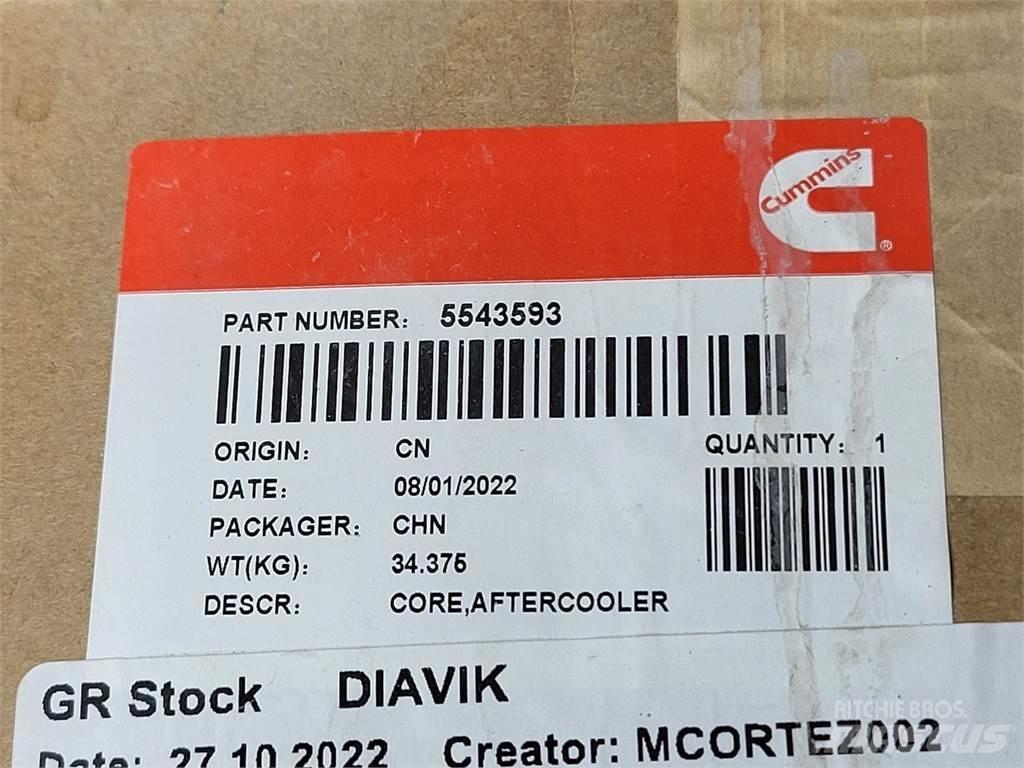 Cummins
®
PART NUMBER: 5543593
ORIGIN: CN QUANTITY: 1
DATE: 08/01/2022
PACKAGER: CHN
WT(KG): 34.375
DESCR: CORE,AFTERCOOLER
GR Stock DIAVIK
Date: 27.10.2022 Creator: MCORTEZ002
RITCHIE BROS.
Mascus